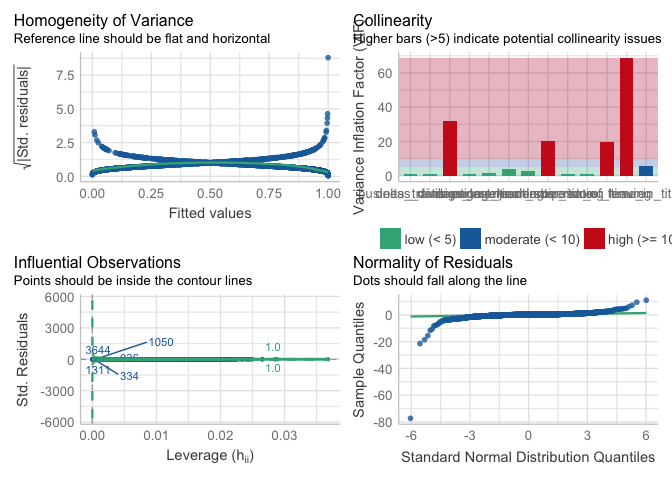 Homogeneity of Variance
Reference line should be flat and horizontal
√|Std. residuals|
7.5
5.0
2.5
0.0
0.00
0.25
0.50
0.75
1.00
Fitted values
Collinearity
Higher bars (>5) indicate potential collinearity issues
Variance Inflation Factor (VIF)
60
40
20
0
low (< 5)
moderate (< 10)
high (>= 10
Influential Observations
Points should be inside the contour lines
Std. Residuals
6000
3000
0
-3000
-6000
3644
1050
1311
334
1.0
1.0
0.00
0.01
0.02
0.03
Leverage (hii)
Normality of Residuals
Dots should fall along the line
Sample Quantiles
0
-20
-40
-60
-80
-6
-3
0
3
6
Standard Normal Distribution Quantiles